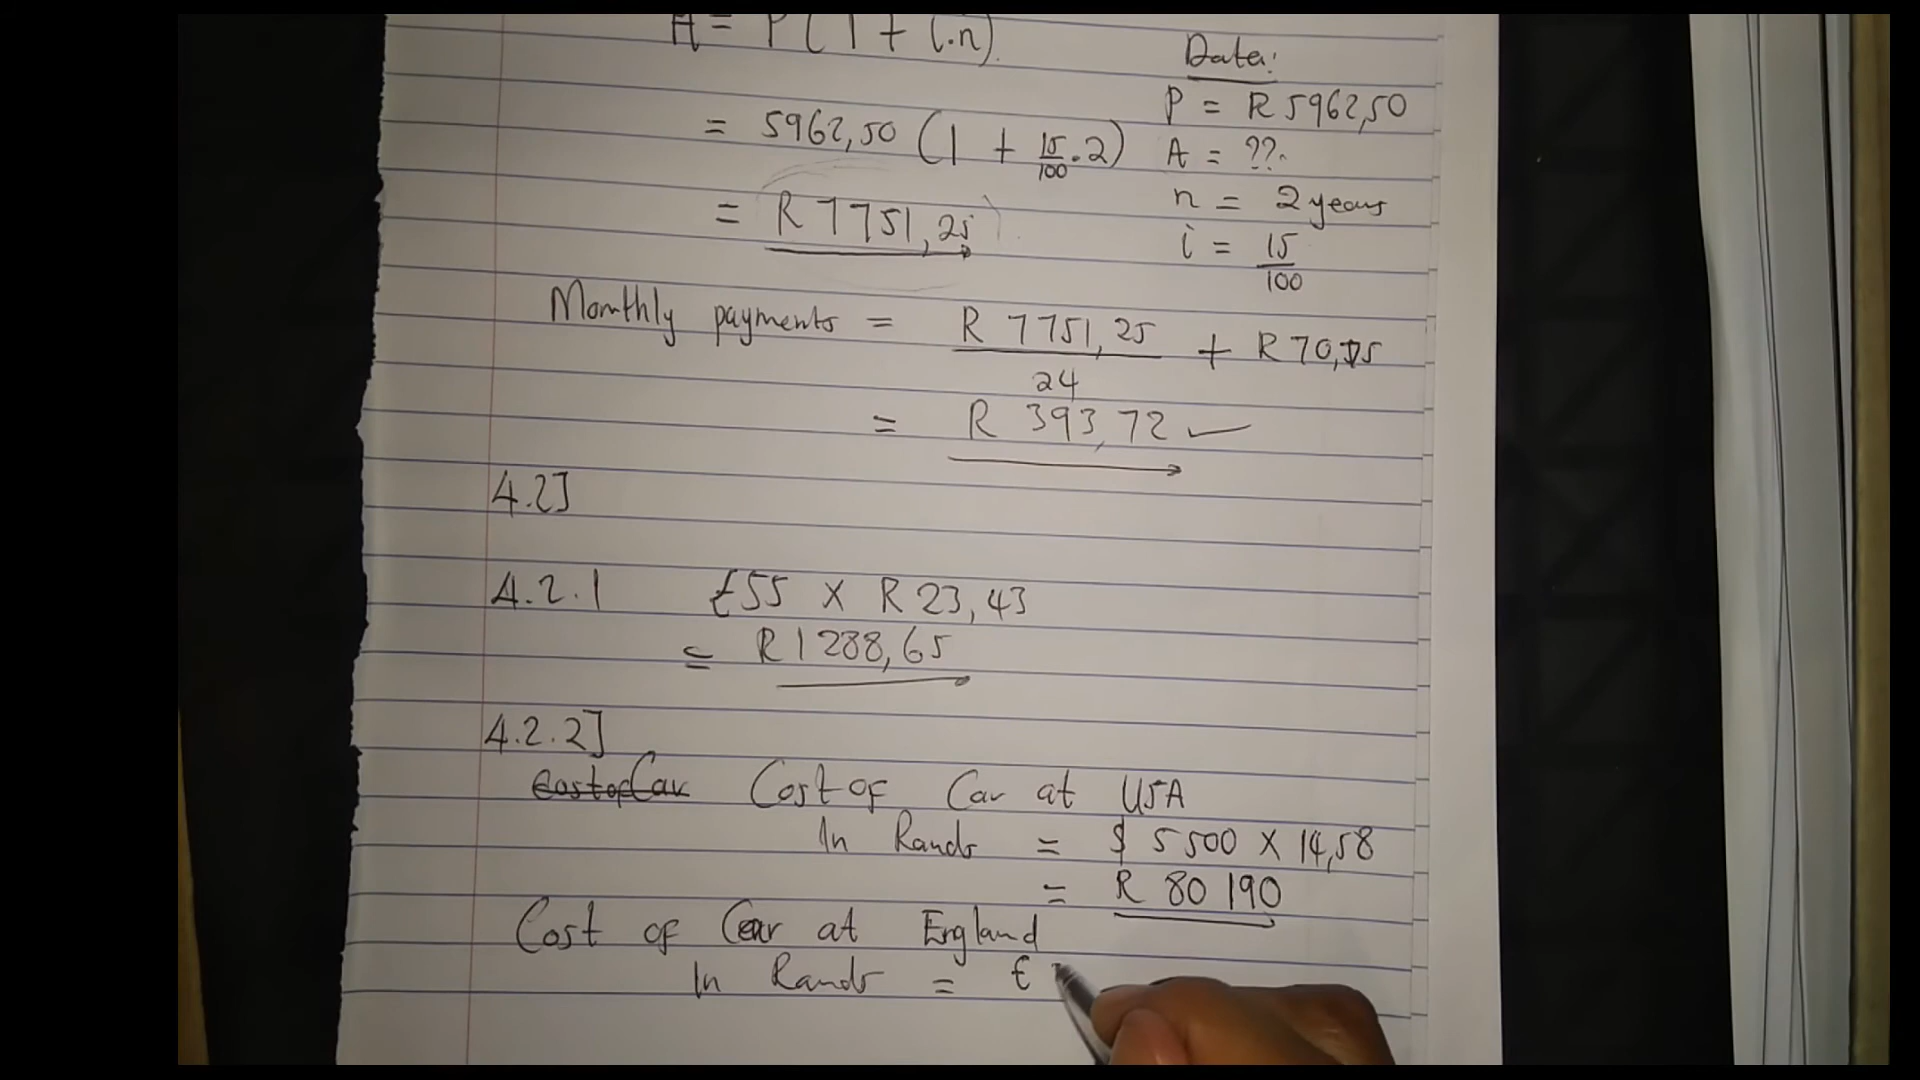 A = P(1 + i.n)
Data:
P = R5962,50
= 5962,50 (1 + 15/100 . 2)
A = ??
n = 2 years
= R7751,25
i = 15/100
Monthly payments = R7751,25/24 + R70,75
= R 393,72 ✓
4.2]
4.2.1 £55 × R23,43
= R1288,65
4.2.2]
Cost of Car Cost of Car at USA
In Rands = $ 5500 × 14,58
= R 80 190
Cost of Car at England
In Rands = £